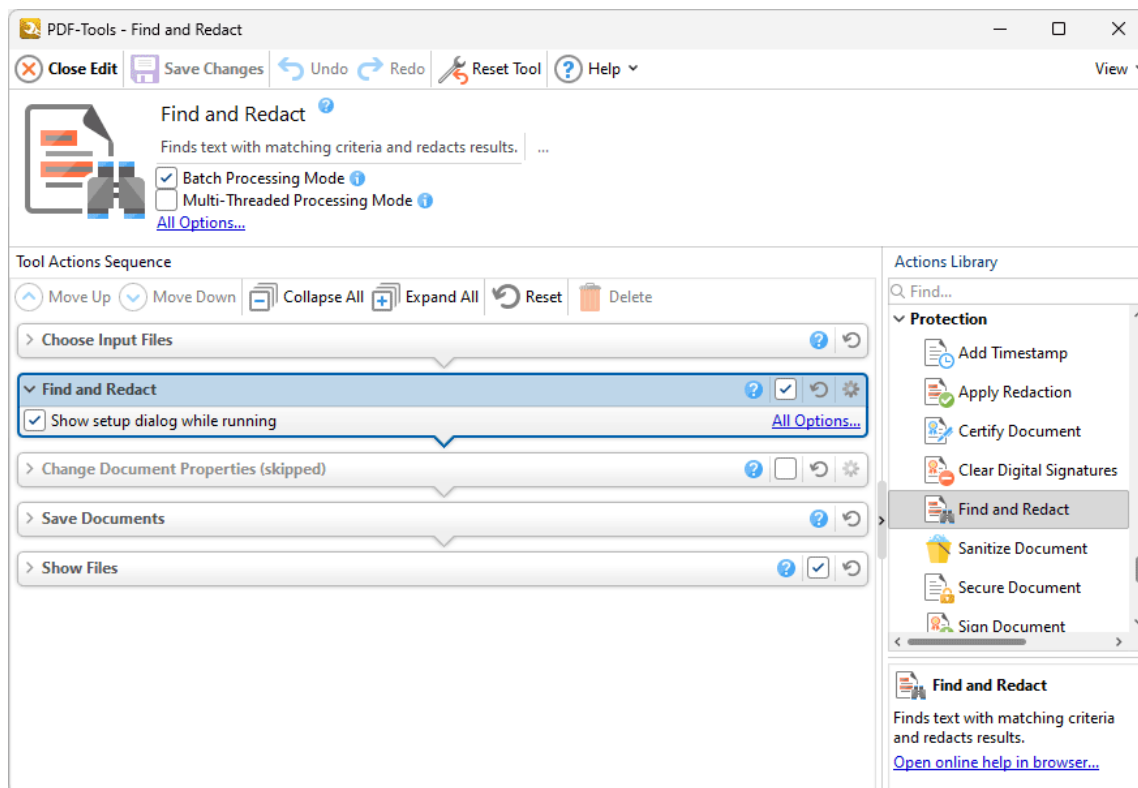 PDF-Tools - Find and Redact
Close Edit Save Changes Undo Redo Reset Tool Help View
Find and Redact
Finds text with matching criteria and redacts results. ...
Batch Processing Mode
Multi-Threaded Processing Mode
All Options...
Tool Actions Sequence
Move Up Move Down Collapse All Expand All Reset Delete
Choose Input Files
Find and Redact
Show setup dialog while running All Options...
Change Document Properties (skipped)
Save Documents
Show Files
Actions Library
Find...
Protection
Add Timestamp
Apply Redaction
Certify Document
Clear Digital Signatures
Find and Redact
Sanitize Document
Secure Document
Sign Document
Find and Redact
Finds text with matching criteria
and redacts results.
Open online help in browser...